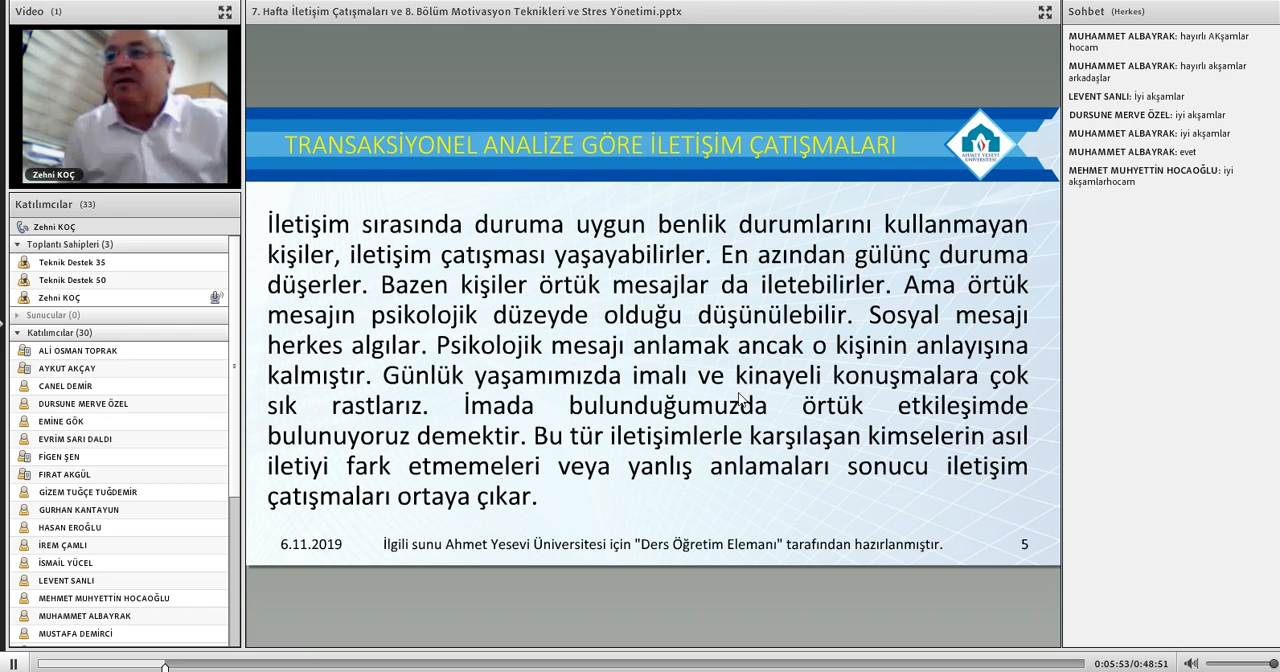 Video (1)
Zehni KOÇ
Katılımcılar (33)
Zehni KOÇ
Toplantı Sahipleri (3)
Teknik Destek 35
Teknik Destek 50
Zehni KOÇ
Sunucular (0)
Katılımcılar (30)
ALİ OSMAN TOPRAK
AYKUT AKÇAY
CANEL DEMİR
DURSUNE MERVE ÖZEL
EMİNE GÖK
EVRİM SARI DALDI
FİGEN ŞEN
FIRAT AKGÜL
GİZEM TUĞÇE TUĞDEMİR
GURHAN KANTAYUN
HASAN EROĞLU
İREM ÇAMLI
İSMAİL YÜCEL
LEVENT SANLI
MEHMET MUHYETTİN HOCAOĞLU
MUHAMMET ALBAYRAK
MUSTAFA DEMİRCİ
7. Hafta İletişim Çatışmaları ve 8. Bölüm Motivasyon Teknikleri ve Stres Yönetimi.pptx
TRANSAKSİYONEL ANALİZE GÖRE İLETİŞİM ÇATIŞMALARI
AHMET YESEVİ
ÜNİVERSİTESİ
İletişim sırasında duruma uygun benlik durumlarını kullanmayan
kişiler, iletişim çatışması yaşayabilirler. En azından gülünç duruma
düşerler. Bazen kişiler örtük mesajlar da iletebilirler. Ama örtük
mesajın psikolojik düzeyde olduğu düşünülebilir. Sosyal mesajı
herkes algılar. Psikolojik mesajı anlamak ancak o kişinin anlayışına
kalmıştır. Günlük yaşamımızda imalı ve kinayeli konuşmalara çok
sık rastlarız. İmada bulunduğumuzda örtük etkileşimde
bulunuyoruz demektir. Bu tür iletişimlerle karşılaşan kimselerin asıl
iletiyi fark etmemeleri veya yanlış anlamaları sonucu iletişim
çatışmaları ortaya çıkar.
6.11.2019 İlgili sunu Ahmet Yesevi Üniversitesi için "Ders Öğretim Elemanı" tarafından hazırlanmıştır. 5
Sohbet (Herkes)
MUHAMMET ALBAYRAK: hayırlı AKşamlar
hocam
MUHAMMET ALBAYRAK: hayırlı akşamlar
arkadaşlar
LEVENT SANLI: İyi akşamlar
DURSUNE MERVE ÖZEL: iyi akşamlar
MUHAMMET ALBAYRAK: iyi akşamlar
MUHAMMET ALBAYRAK: evet
MEHMET MUHYETTİN HOCAOĞLU: iyi
akşamlarhocam
0:05:53/0:48:51